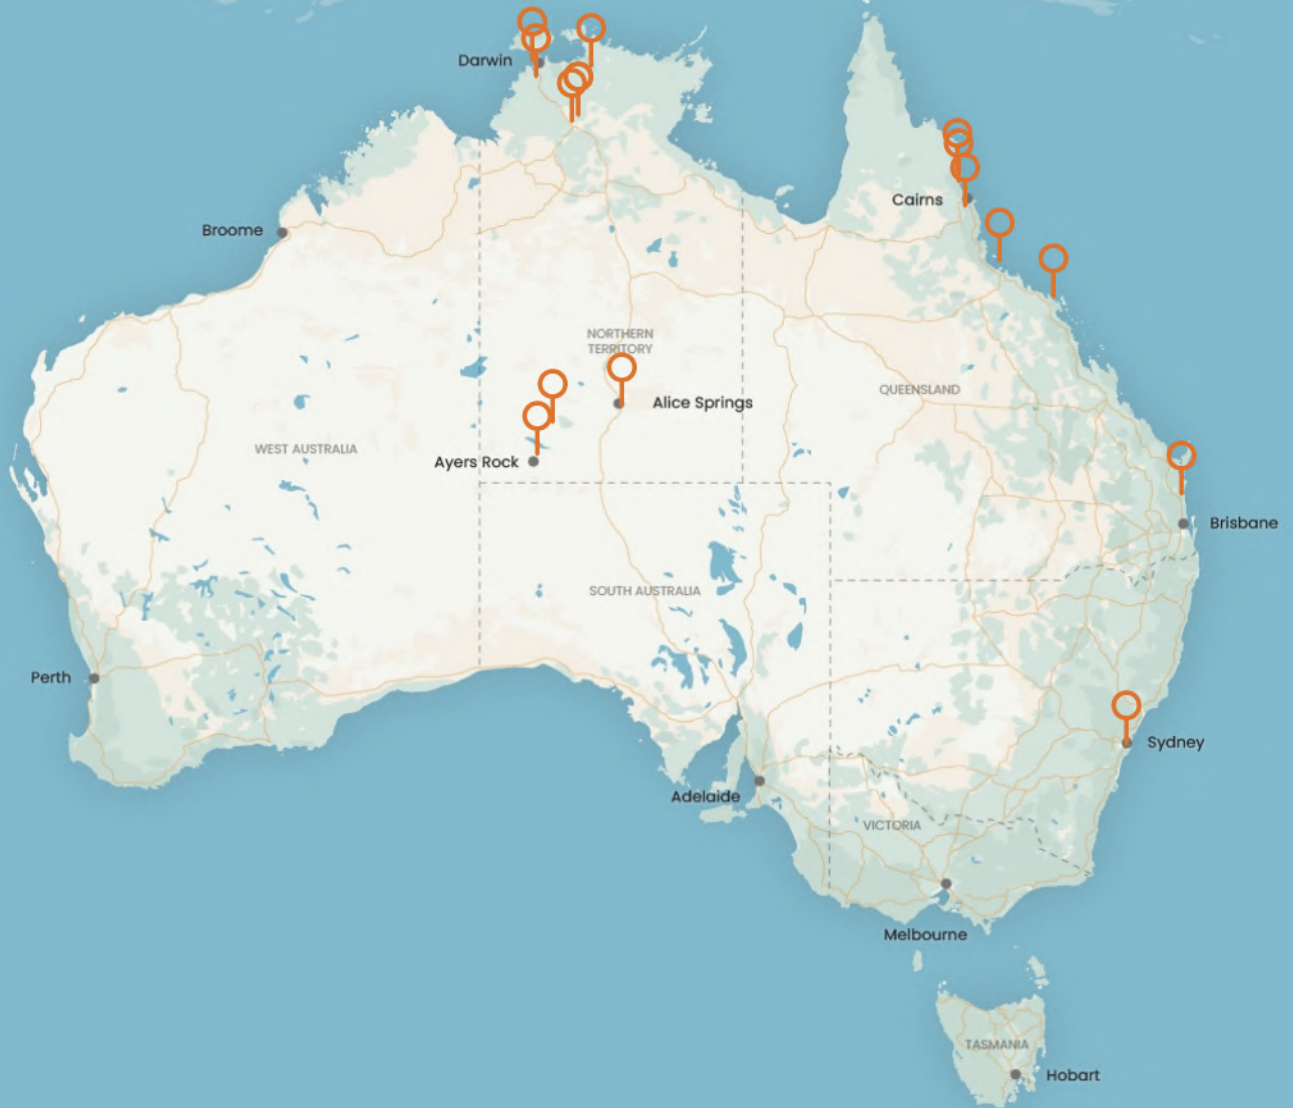 Darwin
Cairns
Broome
NORTHERN
TERRITORY
QUEENSLAND
Alice Springs
WEST AUSTRALIA
Ayers Rock
Brisbane
SOUTH AUSTRALIA
Perth
Sydney
Adelaide
VICTORIA
Melbourne
TASMANIA
Hobart